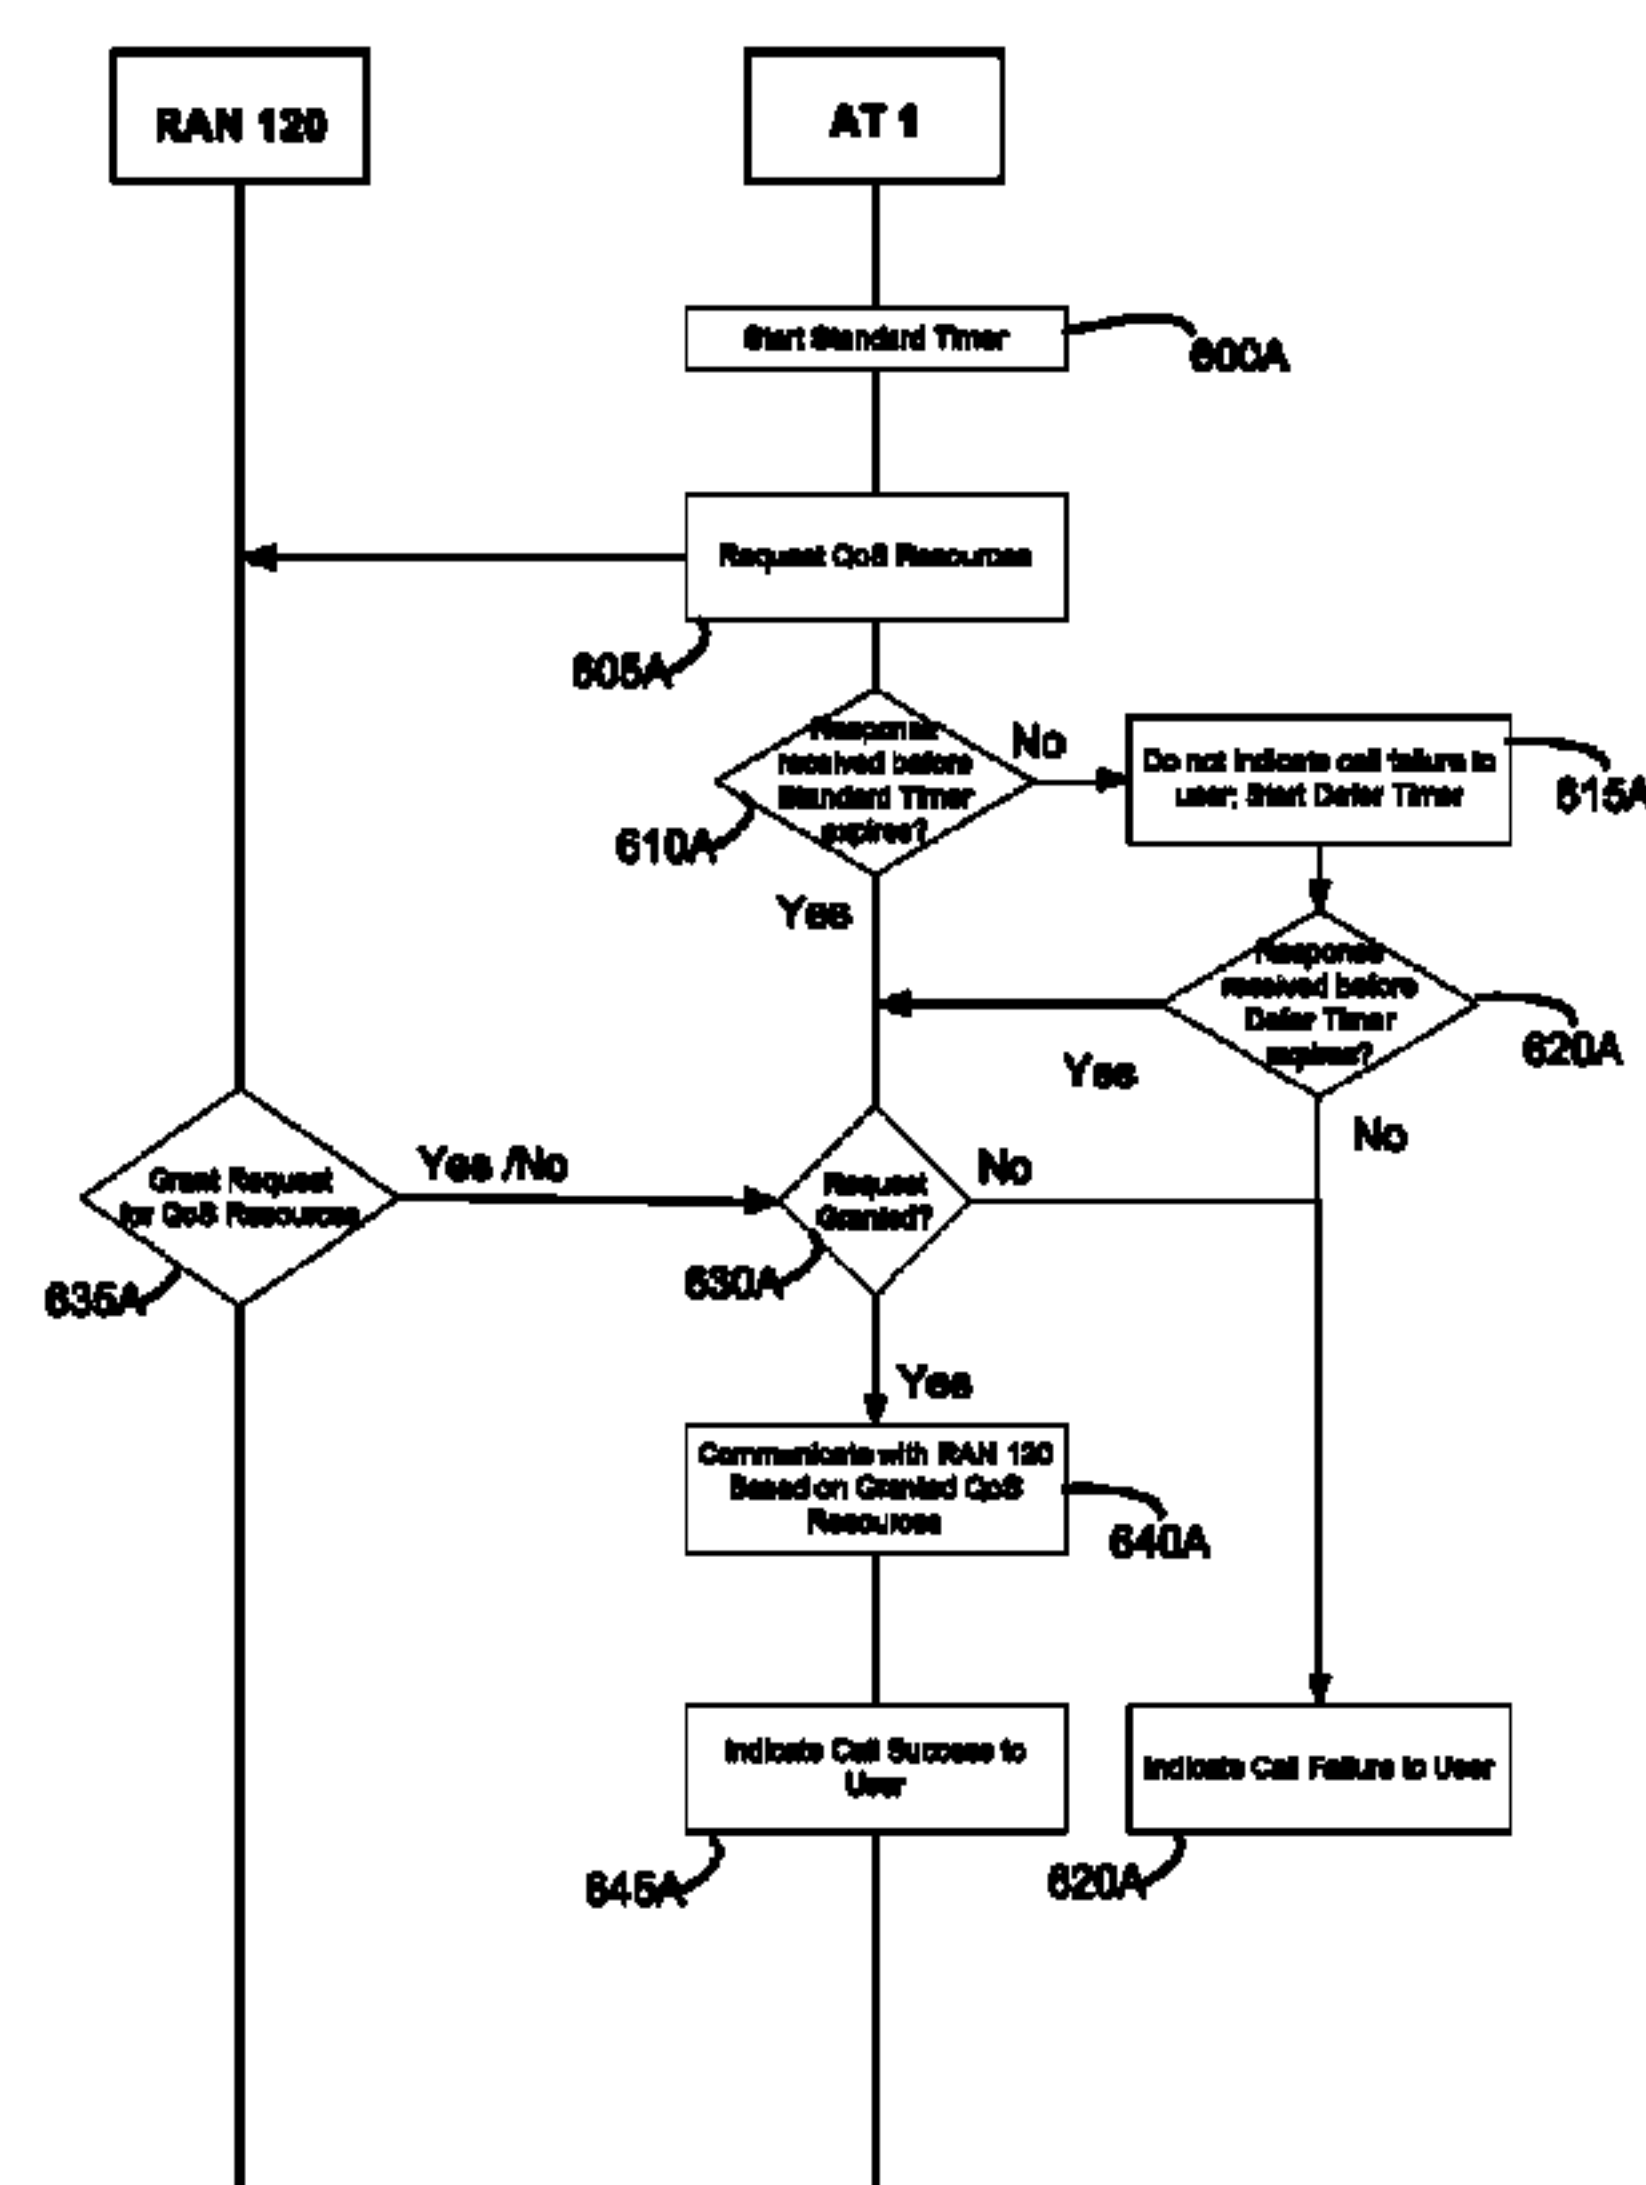 RAN 120
AT 1
Start Standard Timer
600A
Request QoS Resources
605A
Response
received before
Standard Timer
expires?
610A
No
Do not indicate call failure to
user; Start Defer Timer
615A
Yes
Response
received before
Defer Timer
expires?
620A
Yes
No
Grant Request
for QoS Resources
635A
Yes /No
Request
Granted?
630A
No
Yes
Communicate with RAN 120
Based on Granted QoS
Resources
640A
Indicate Call Success to
User
645A
Indicate Call Failure to User
620A